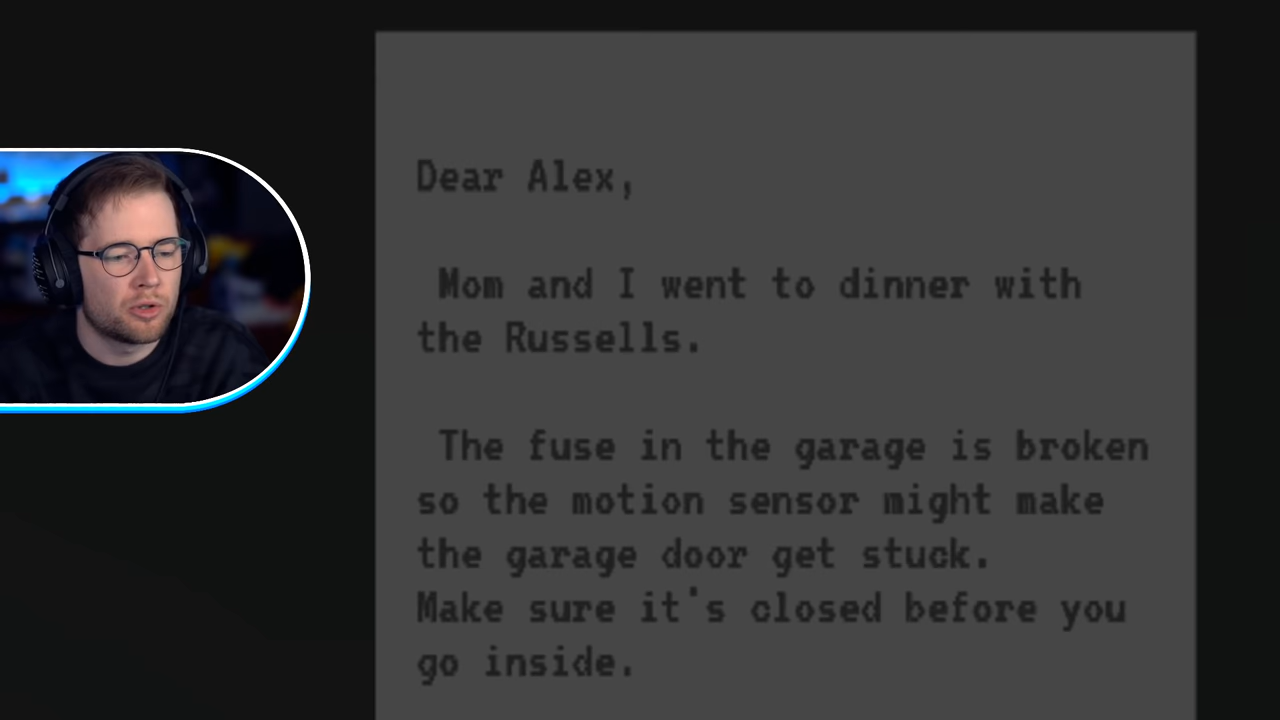 Dear Alex,
Mom and I went to dinner with
the Russells.
The fuse in the garage is broken
so the motion sensor might make
the garage door get stuck.
Make sure it's closed before you
go inside.